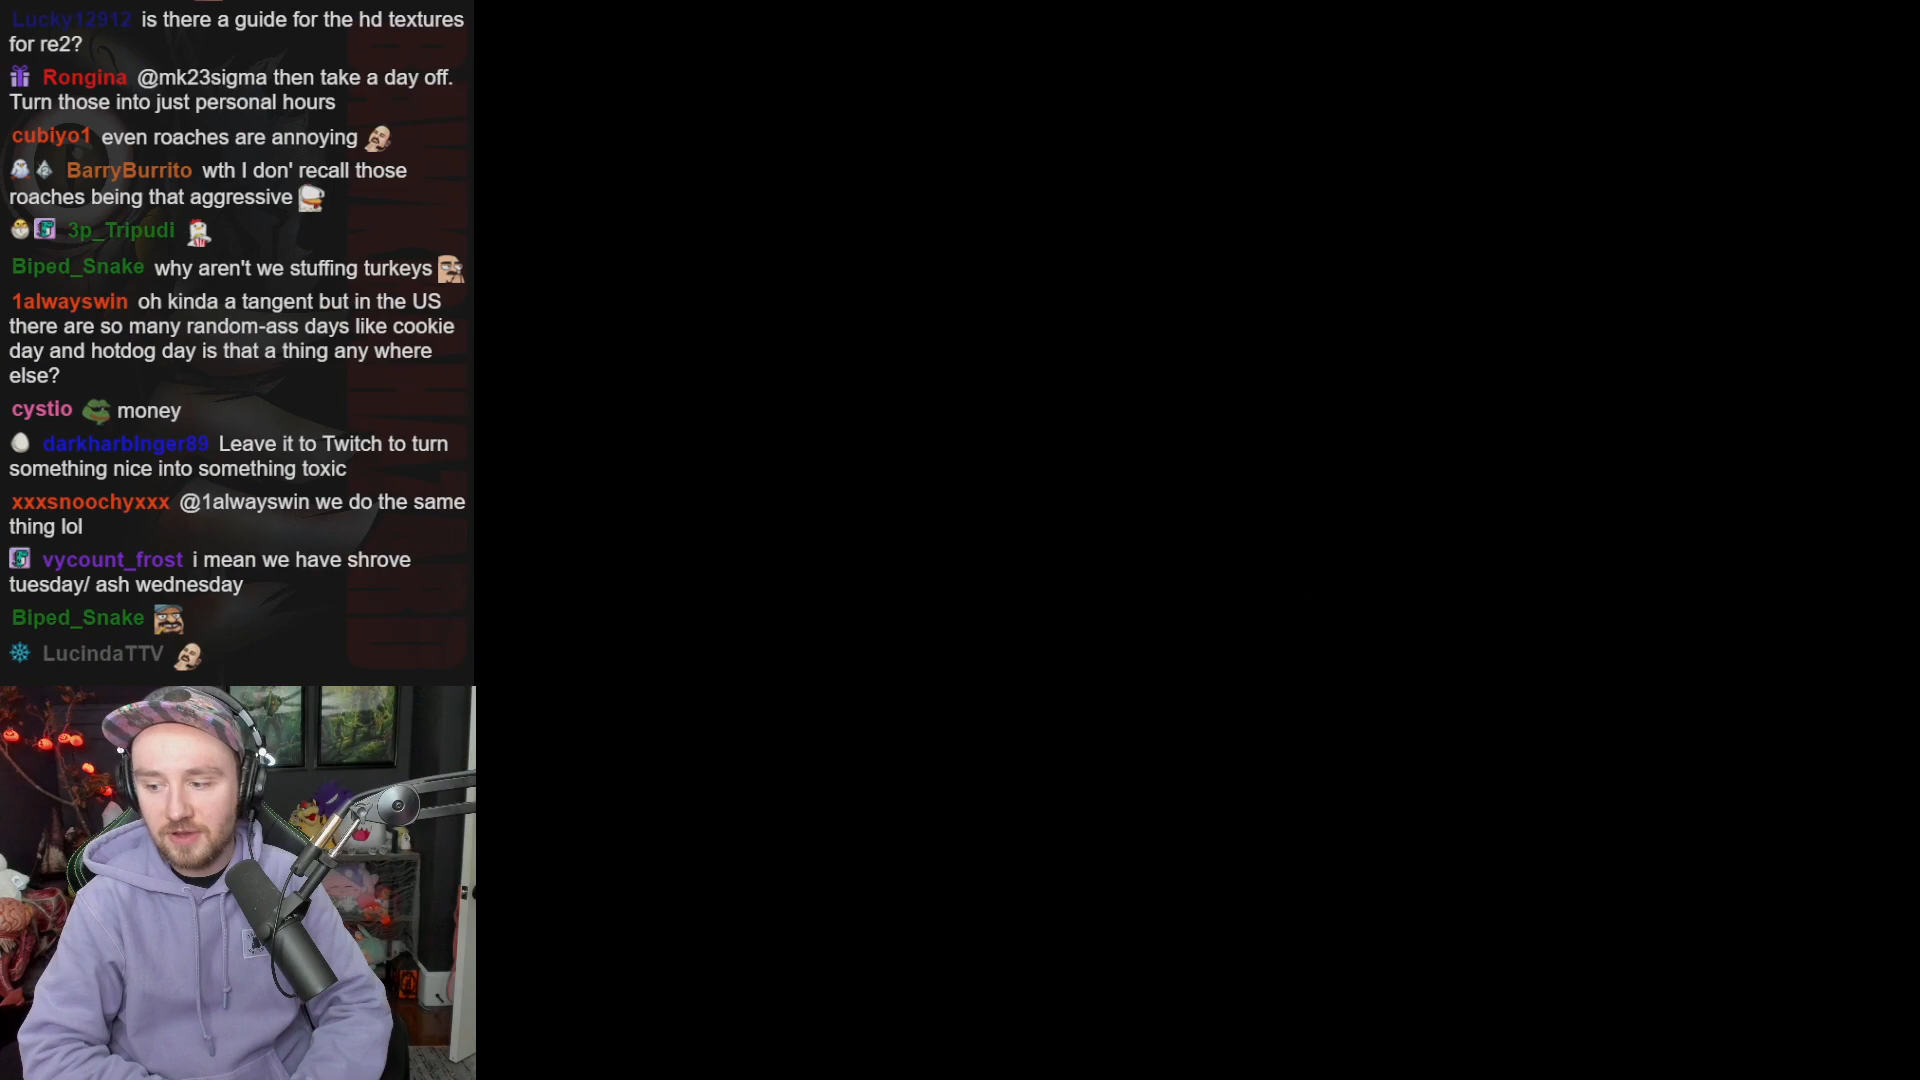 Lucky12912 is there a guide for the hd textures
for re2?
Rongina @mk23sigma then take a day off.
Turn those into just personal hours
cubiyo1 even roaches are annoying
BarryBurrito wth I don' recall those
roaches being that aggressive
3p_Tripudi
Biped_Snake why aren't we stuffing turkeys
1alwayswin oh kinda a tangent but in the US
there are so many random-ass days like cookie
day and hotdog day is that a thing any where
else?
cystio money
darkharbInger89 Leave it to Twitch to turn
something nice into something toxic
xxxsnoochyxxx @1alwayswin we do the same
thing lol
vycount_frost i mean we have shrove
tuesday/ ash wednesday
Biped_Snake
LucindaTTV